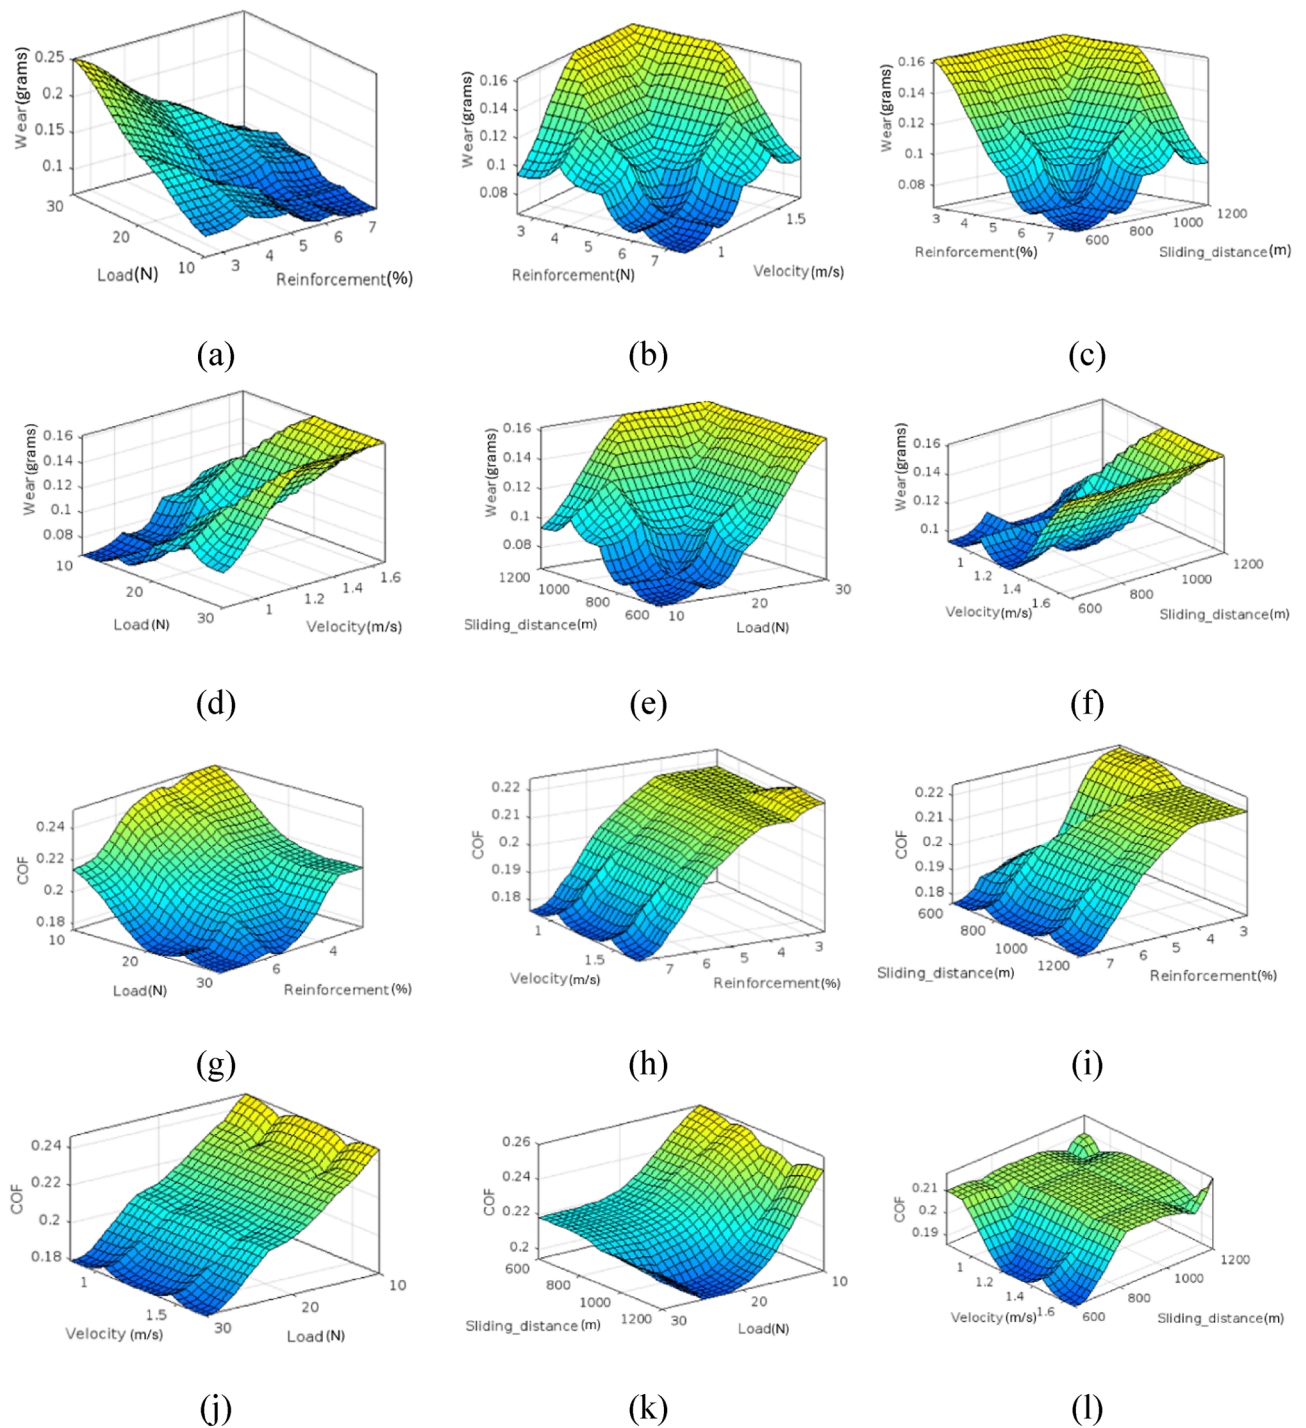 0.25
0.2
0.15
0.1
30
20
10
3
4
5
6
7
Wear(grams)
Load(N)
Reinforcement(%)
(a)
0.16
0.14
0.12
0.1
0.08
3
4
5
6
7
1
1.5
Wear(grams)
Reinforcement(N)
Velocity(m/s)
(b)
0.16
0.14
0.12
0.1
0.08
3
4
5
6
7
600
800
1000
1200
Wear(grams)
Reinforcement(%)
Sliding_distance(m)
(c)
0.16
0.14
0.12
0.1
0.08
10
20
30
1
1.2
1.4
1.6
Wear(grams)
Load(N)
Velocity(m/s)
(d)
0.16
0.14
0.12
0.1
0.08
1200
1000
800
600
10
20
30
Wear(grams)
Sliding_distance(m)
Load(N)
(e)
0.16
0.14
0.12
0.1
1
1.2
1.4
1.6
600
800
1000
1200
Wear(grams)
Velocity(m/s)
Sliding_distance(m)
(f)
0.24
0.22
0.2
0.18
10
20
30
6
4
COF
Load(N)
Reinforcement(%)
(g)
0.22
0.21
0.2
0.19
0.18
1
1.5
7
6
5
4
3
COF
Velocity(m/s)
Reinforcement(%)
(h)
0.22
0.21
0.2
0.19
0.18
600
800
1000
1200
7
6
5
4
3
COF
Sliding_distance(m)
Reinforcement(%)
(i)
0.24
0.22
0.2
0.18
1
1.5
30
20
10
COF
Velocity (m/s)
Load(N)
(j)
0.26
0.24
0.22
0.2
600
800
1000
1200
30
20
10
COF
Sliding_distance (m)
Load(N)
(k)
0.21
0.2
0.19
1
1.2
1.4
1.6
600
800
1000
1200
COF
Velocity(m/s)
Sliding_distance(m)
(l)